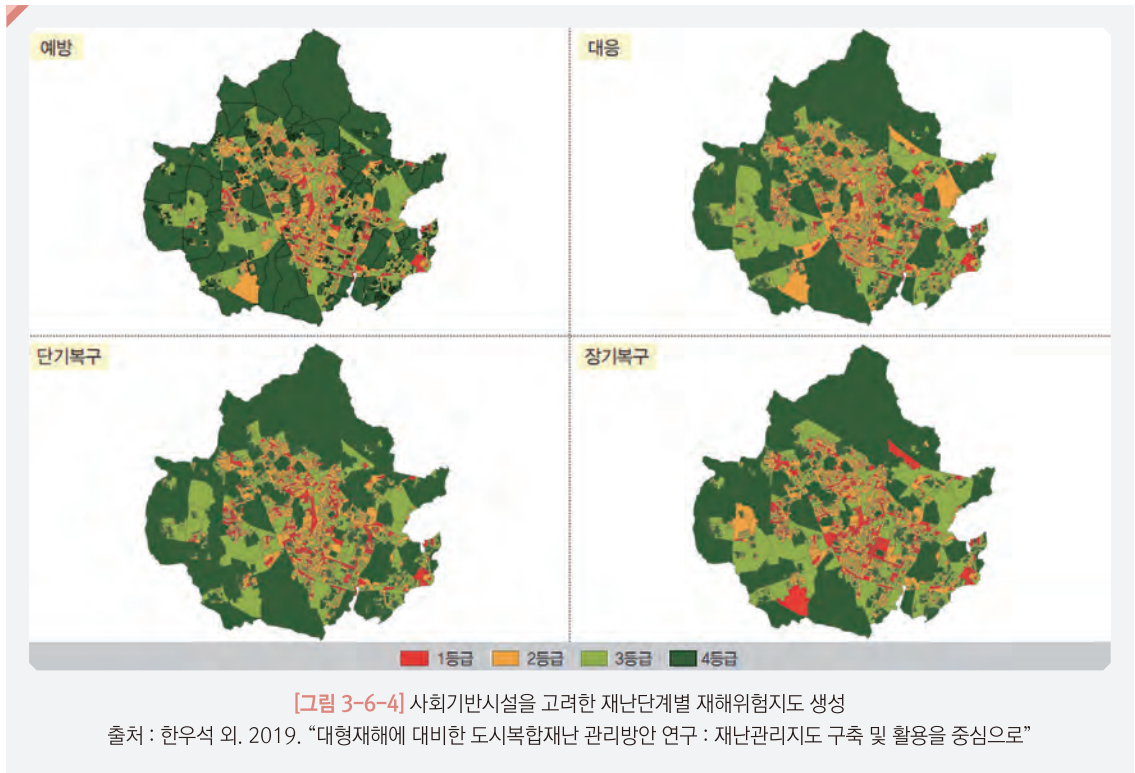 예방
대응
단기복구
장기복구
1등급 2등급 3등급 4등급
[그림 3-6-4] 사회기반시설을 고려한 재난단계별 재해위험지도 생성
출처 : 한우석 외. 2019. “대형재해에 대비한 도시복합재난 관리방안 연구 : 재난관리지도 구축 및 활용을 중심으로”